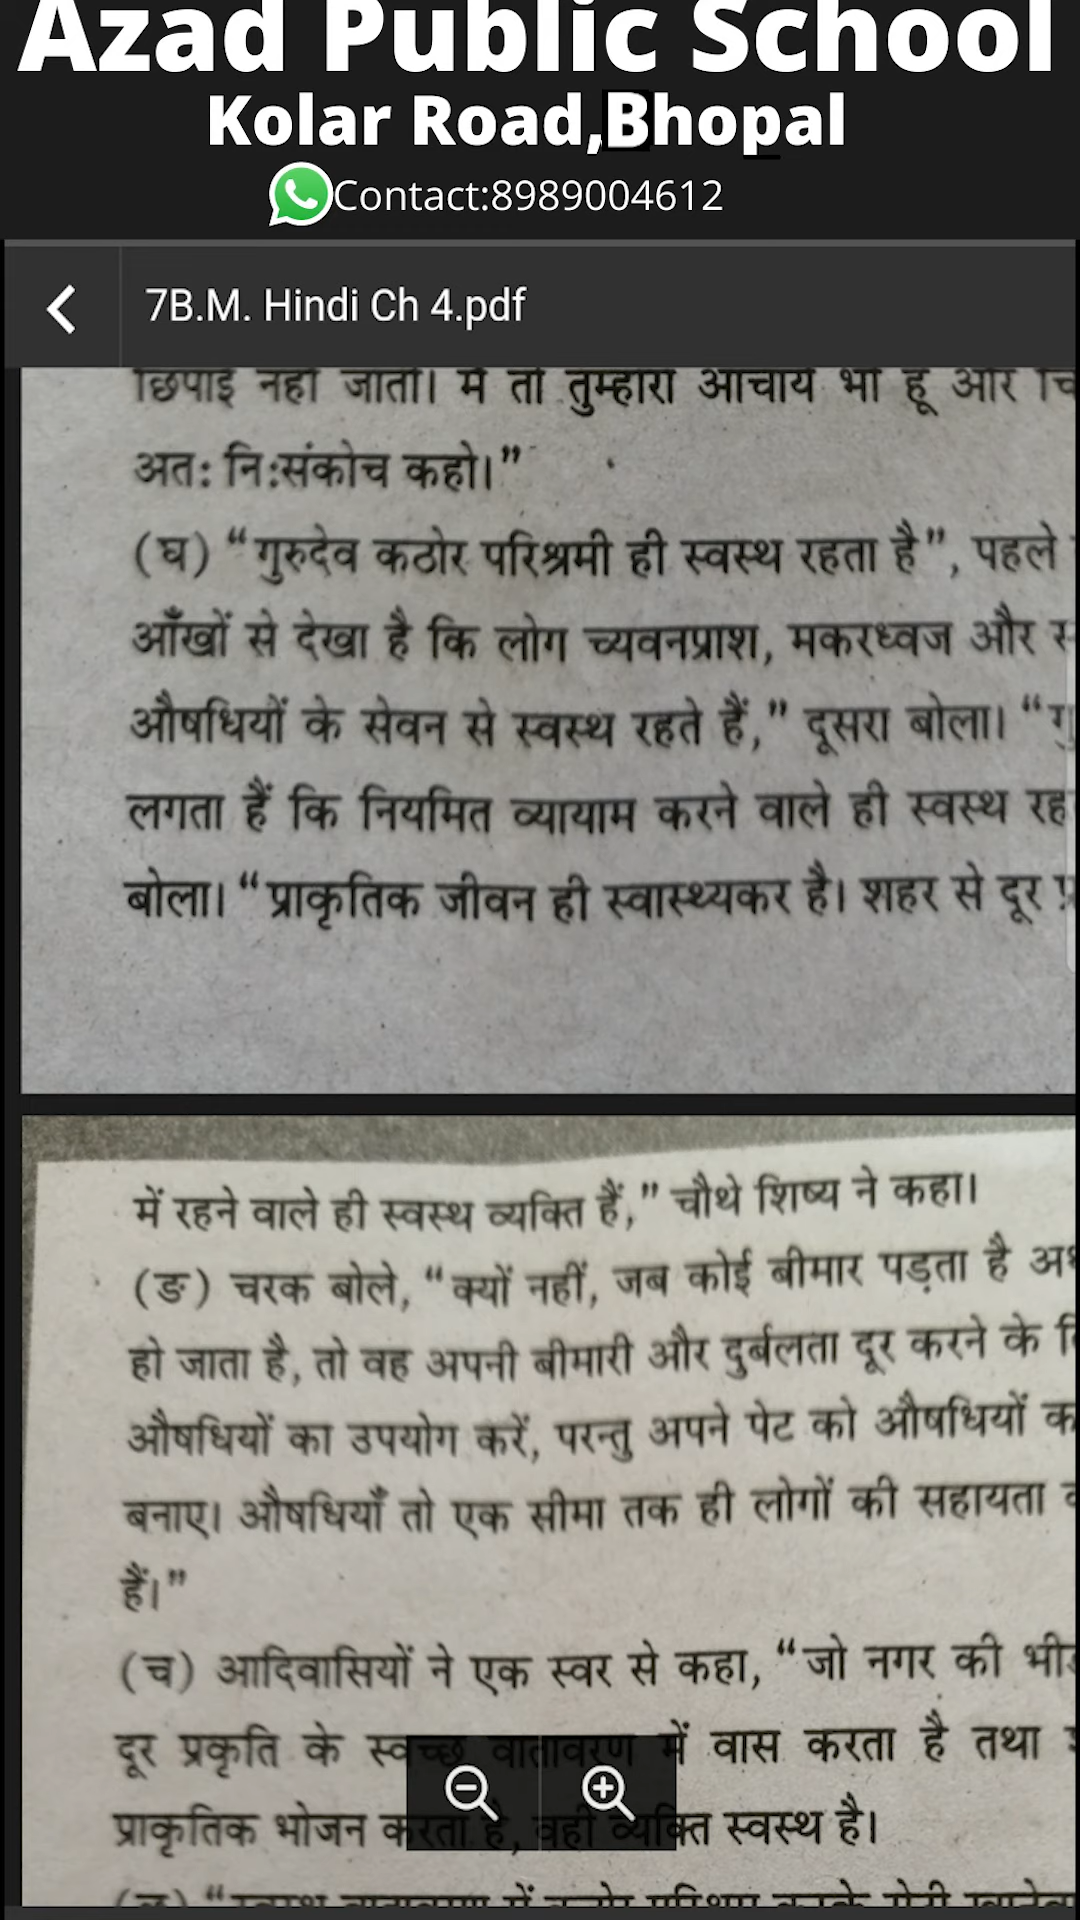 Azad Public School
Kolar Road,Bhopal
Contact:8989004612
7B.M. Hindi Ch 4.pdf
छिपाई नहीं जाती। मैं तो तुम्हारा आचार्य भी हूँ और
अतः निःसंकोच कहो।”
(घ) “गुरुदेव कठोर परिश्रमी ही स्वस्थ रहता है”, पहले
आँखों से देखा है कि लोग च्यवनप्राश, मकरध्वज और
औषधियों के सेवन से स्वस्थ रहते हैं,” दूसरा बोला।
लगता हैं कि नियमित व्यायाम करने वाले ही स्वस्थ रह
बोला। “प्राकृतिक जीवन ही स्वास्थ्यकर है। शहर से दूर
में रहने वाले ही स्वस्थ व्यक्ति हैं,” चौथे शिष्य ने कहा।
(ङ) चरक बोले, “क्यों नहीं, जब कोई बीमार पड़ता है
हो जाता है, तो वह अपनी बीमारी और दुर्बलता दूर करने के
औषधियों का उपयोग करें, परन्तु अपने पेट को औषधियों
बनाए। औषधियाँ तो एक सीमा तक ही लोगों की सहायता
हैं।”
(च) आदिवासियों ने एक स्वर से कहा, “जो नगर की
दूर प्रकृति के स्वच्छ वातावरण में वास करता है तथा
प्राकृतिक भोजन करता है, वही व्यक्ति स्वस्थ है।